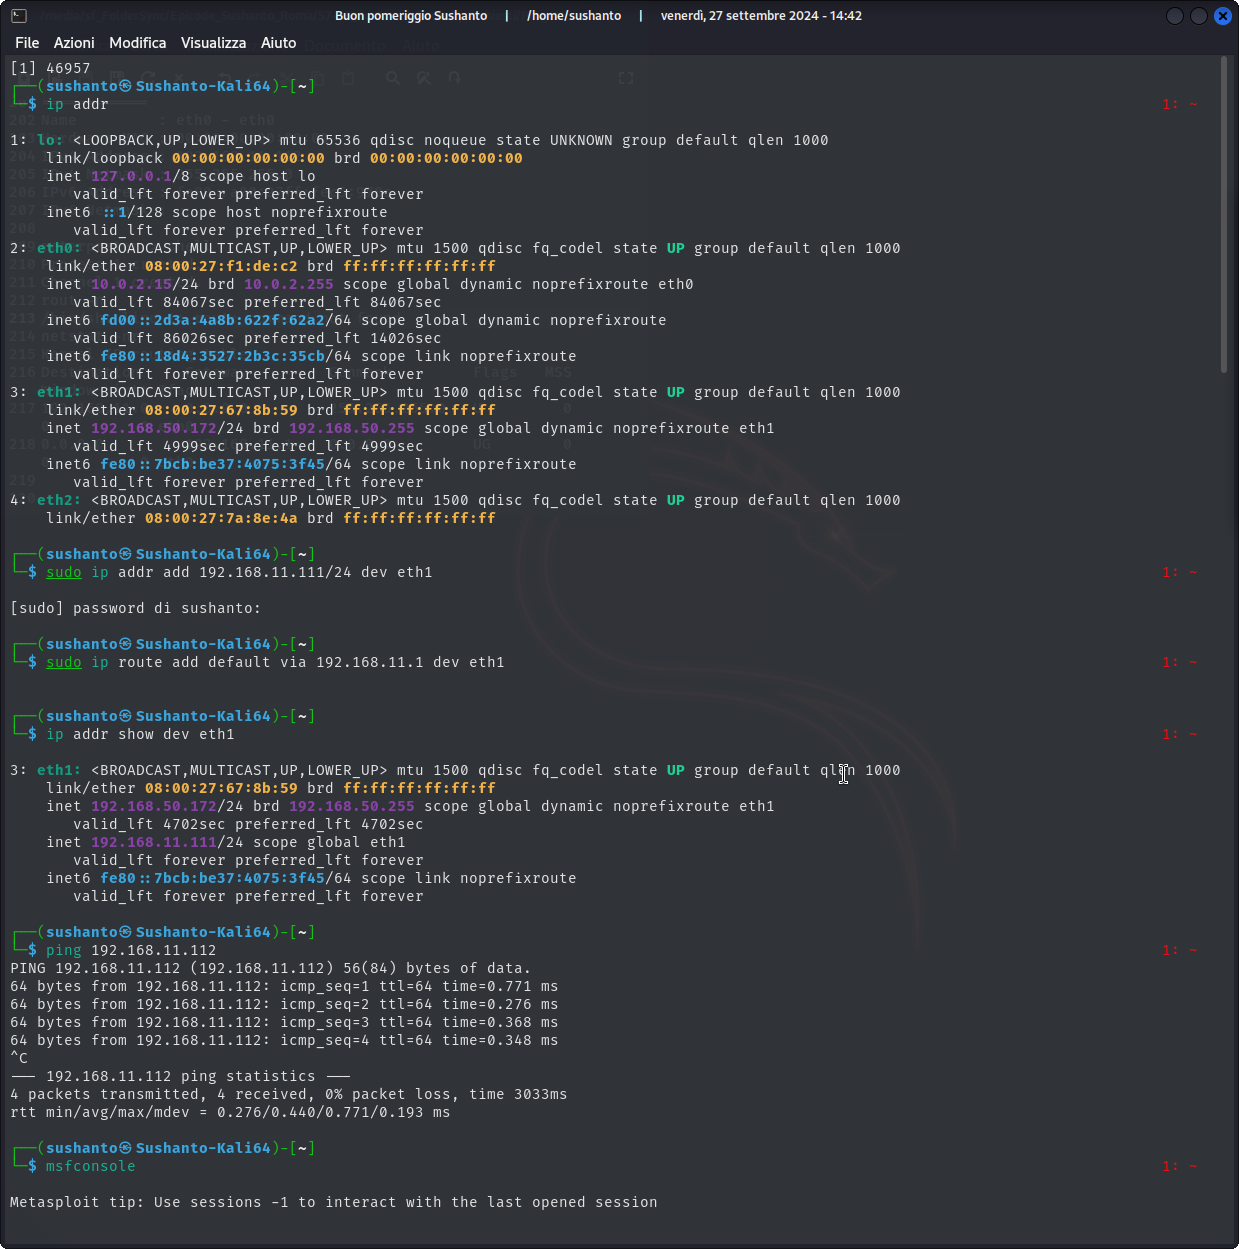 Buon pomeriggio Sushanto | /home/sushanto | venerdì, 27 settembre 2024 - 14:42
File Azioni Modifica Visualizza Aiuto
[1] 46957
┌──(sushanto㉿Sushanto-Kali64)-[~]
└─$ ip addr 1: ~
1: lo: <LOOPBACK,UP,LOWER_UP> mtu 65536 qdisc noqueue state UNKNOWN group default qlen 1000
link/loopback 00:00:00:00:00:00 brd 00:00:00:00:00:00
inet 127.0.0.1/8 scope host lo
valid_lft forever preferred_lft forever
inet6 ::1/128 scope host noprefixroute
valid_lft forever preferred_lft forever
2: eth0: <BROADCAST,MULTICAST,UP,LOWER_UP> mtu 1500 qdisc fq_codel state UP group default qlen 1000
link/ether 08:00:27:f1:de:c2 brd ff:ff:ff:ff:ff:ff
inet 10.0.2.15/24 brd 10.0.2.255 scope global dynamic noprefixroute eth0
valid_lft 84067sec preferred_lft 84067sec
inet6 fd00::2d3a:4a8b:622f:62a2/64 scope global dynamic noprefixroute
valid_lft 86026sec preferred_lft 14026sec
inet6 fe80::18d4:3527:2b3c:35cb/64 scope link noprefixroute
valid_lft forever preferred_lft forever
3: eth1: <BROADCAST,MULTICAST,UP,LOWER_UP> mtu 1500 qdisc fq_codel state UP group default qlen 1000
link/ether 08:00:27:67:8b:59 brd ff:ff:ff:ff:ff:ff
inet 192.168.50.172/24 brd 192.168.50.255 scope global dynamic noprefixroute eth1
valid_lft 4999sec preferred_lft 4999sec
inet6 fe80::7bcb:be37:4075:3f45/64 scope link noprefixroute
valid_lft forever preferred_lft forever
4: eth2: <BROADCAST,MULTICAST,UP,LOWER_UP> mtu 1500 qdisc fq_codel state UP group default qlen 1000
link/ether 08:00:27:7a:8e:4a brd ff:ff:ff:ff:ff:ff
┌──(sushanto㉿Sushanto-Kali64)-[~]
└─$ sudo ip addr add 192.168.11.111/24 dev eth1 1: ~
[sudo] password di sushanto:
┌──(sushanto㉿Sushanto-Kali64)-[~]
└─$ sudo ip route add default via 192.168.11.1 dev eth1 1: ~
┌──(sushanto㉿Sushanto-Kali64)-[~]
└─$ ip addr show dev eth1 1: ~
3: eth1: <BROADCAST,MULTICAST,UP,LOWER_UP> mtu 1500 qdisc fq_codel state UP group default qlen 1000
link/ether 08:00:27:67:8b:59 brd ff:ff:ff:ff:ff:ff
inet 192.168.50.172/24 brd 192.168.50.255 scope global dynamic noprefixroute eth1
valid_lft 4702sec preferred_lft 4702sec
inet 192.168.11.111/24 scope global eth1
valid_lft forever preferred_lft forever
inet6 fe80::7bcb:be37:4075:3f45/64 scope link noprefixroute
valid_lft forever preferred_lft forever
┌──(sushanto㉿Sushanto-Kali64)-[~]
└─$ ping 192.168.11.112 1: ~
PING 192.168.11.112 (192.168.11.112) 56(84) bytes of data.
64 bytes from 192.168.11.112: icmp_seq=1 ttl=64 time=0.771 ms
64 bytes from 192.168.11.112: icmp_seq=2 ttl=64 time=0.276 ms
64 bytes from 192.168.11.112: icmp_seq=3 ttl=64 time=0.368 ms
64 bytes from 192.168.11.112: icmp_seq=4 ttl=64 time=0.348 ms
^C
--- 192.168.11.112 ping statistics ---
4 packets transmitted, 4 received, 0% packet loss, time 3033ms
rtt min/avg/max/mdev = 0.276/0.440/0.771/0.193 ms
┌──(sushanto㉿Sushanto-Kali64)-[~]
└─$ msfconsole 1: ~
Metasploit tip: Use sessions -1 to interact with the last opened session